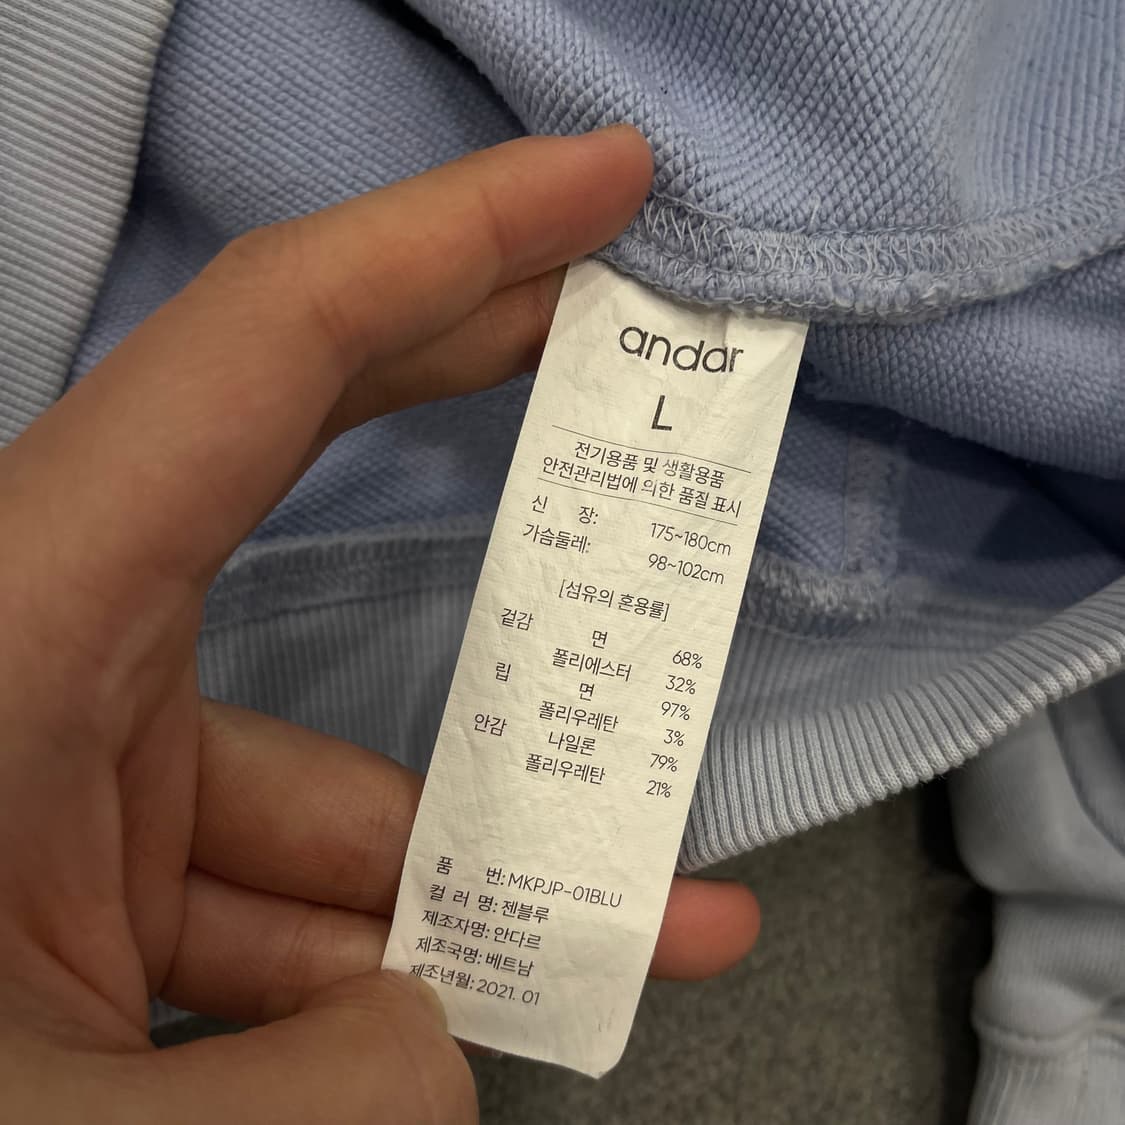 andar
L
전기용품 및 생활용품
안전관리법에 의한 품질 표시
신 장: 175~180cm
가슴둘레: 98~102cm
[섬유의 혼용률]
겉감 면 68%
폴리에스터 32%
립 면 97%
폴리우레탄 3%
안감 나일론 79%
폴리우레탄 21%
품 번: MKPJP-01BLU
컬 러 명: 젠블루
제조자명: 안다르
제조국명: 베트남
제조년월: 2021. 01